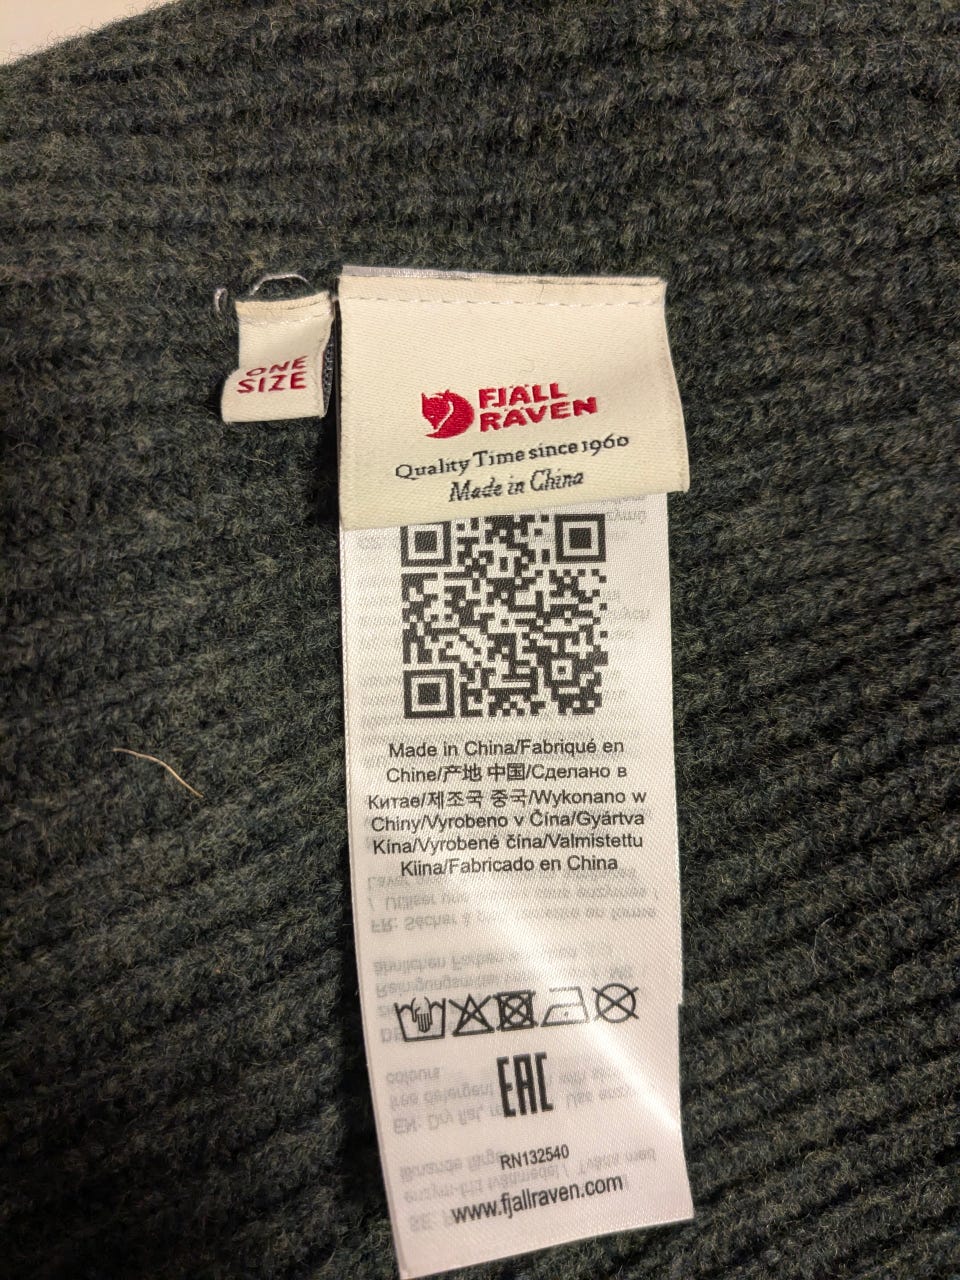 ONE
SIZE
FJÄLL
RÄVEN
Quality Time since 1960
Made in China
Made in China/Fabriqué en
Chine/产地 中国/Сделано в
Китае/제조국 중국/Wykonano w
Chiny/Vyrobeno v Čína/Gyártva
Kína/Vyrobené čína/Valmistettu
Kiina/Fabricado en China
EAC
RN132540
www.fjallraven.com